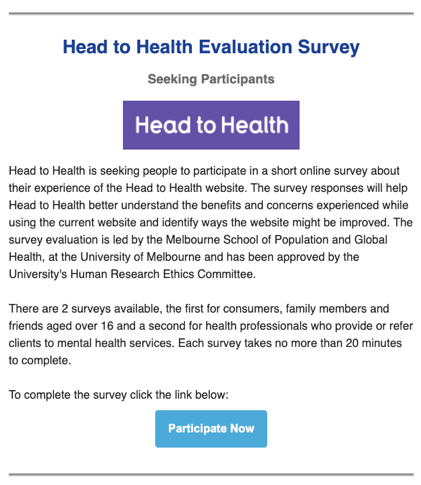 Head to Health Evaluation Survey
Seeking Participants
Head to Health
Head to Health is seeking people to participate in a short online survey about
their experience of the Head to Health website. The survey responses will help
Head to Health better understand the benefits and concerns experienced while
using the current website and identify ways the website might be improved. The
survey evaluation is led by the Melbourne School of Population and Global
Health, at the University of Melbourne and has been approved by the
University's Human Research Ethics Committee.
There are 2 surveys available, the first for consumers, family members and
friends aged over 16 and a second for health professionals who provide or refer
clients to mental health services. Each survey takes no more than 20 minutes
to complete.
To complete the survey click the link below:
Participate Now